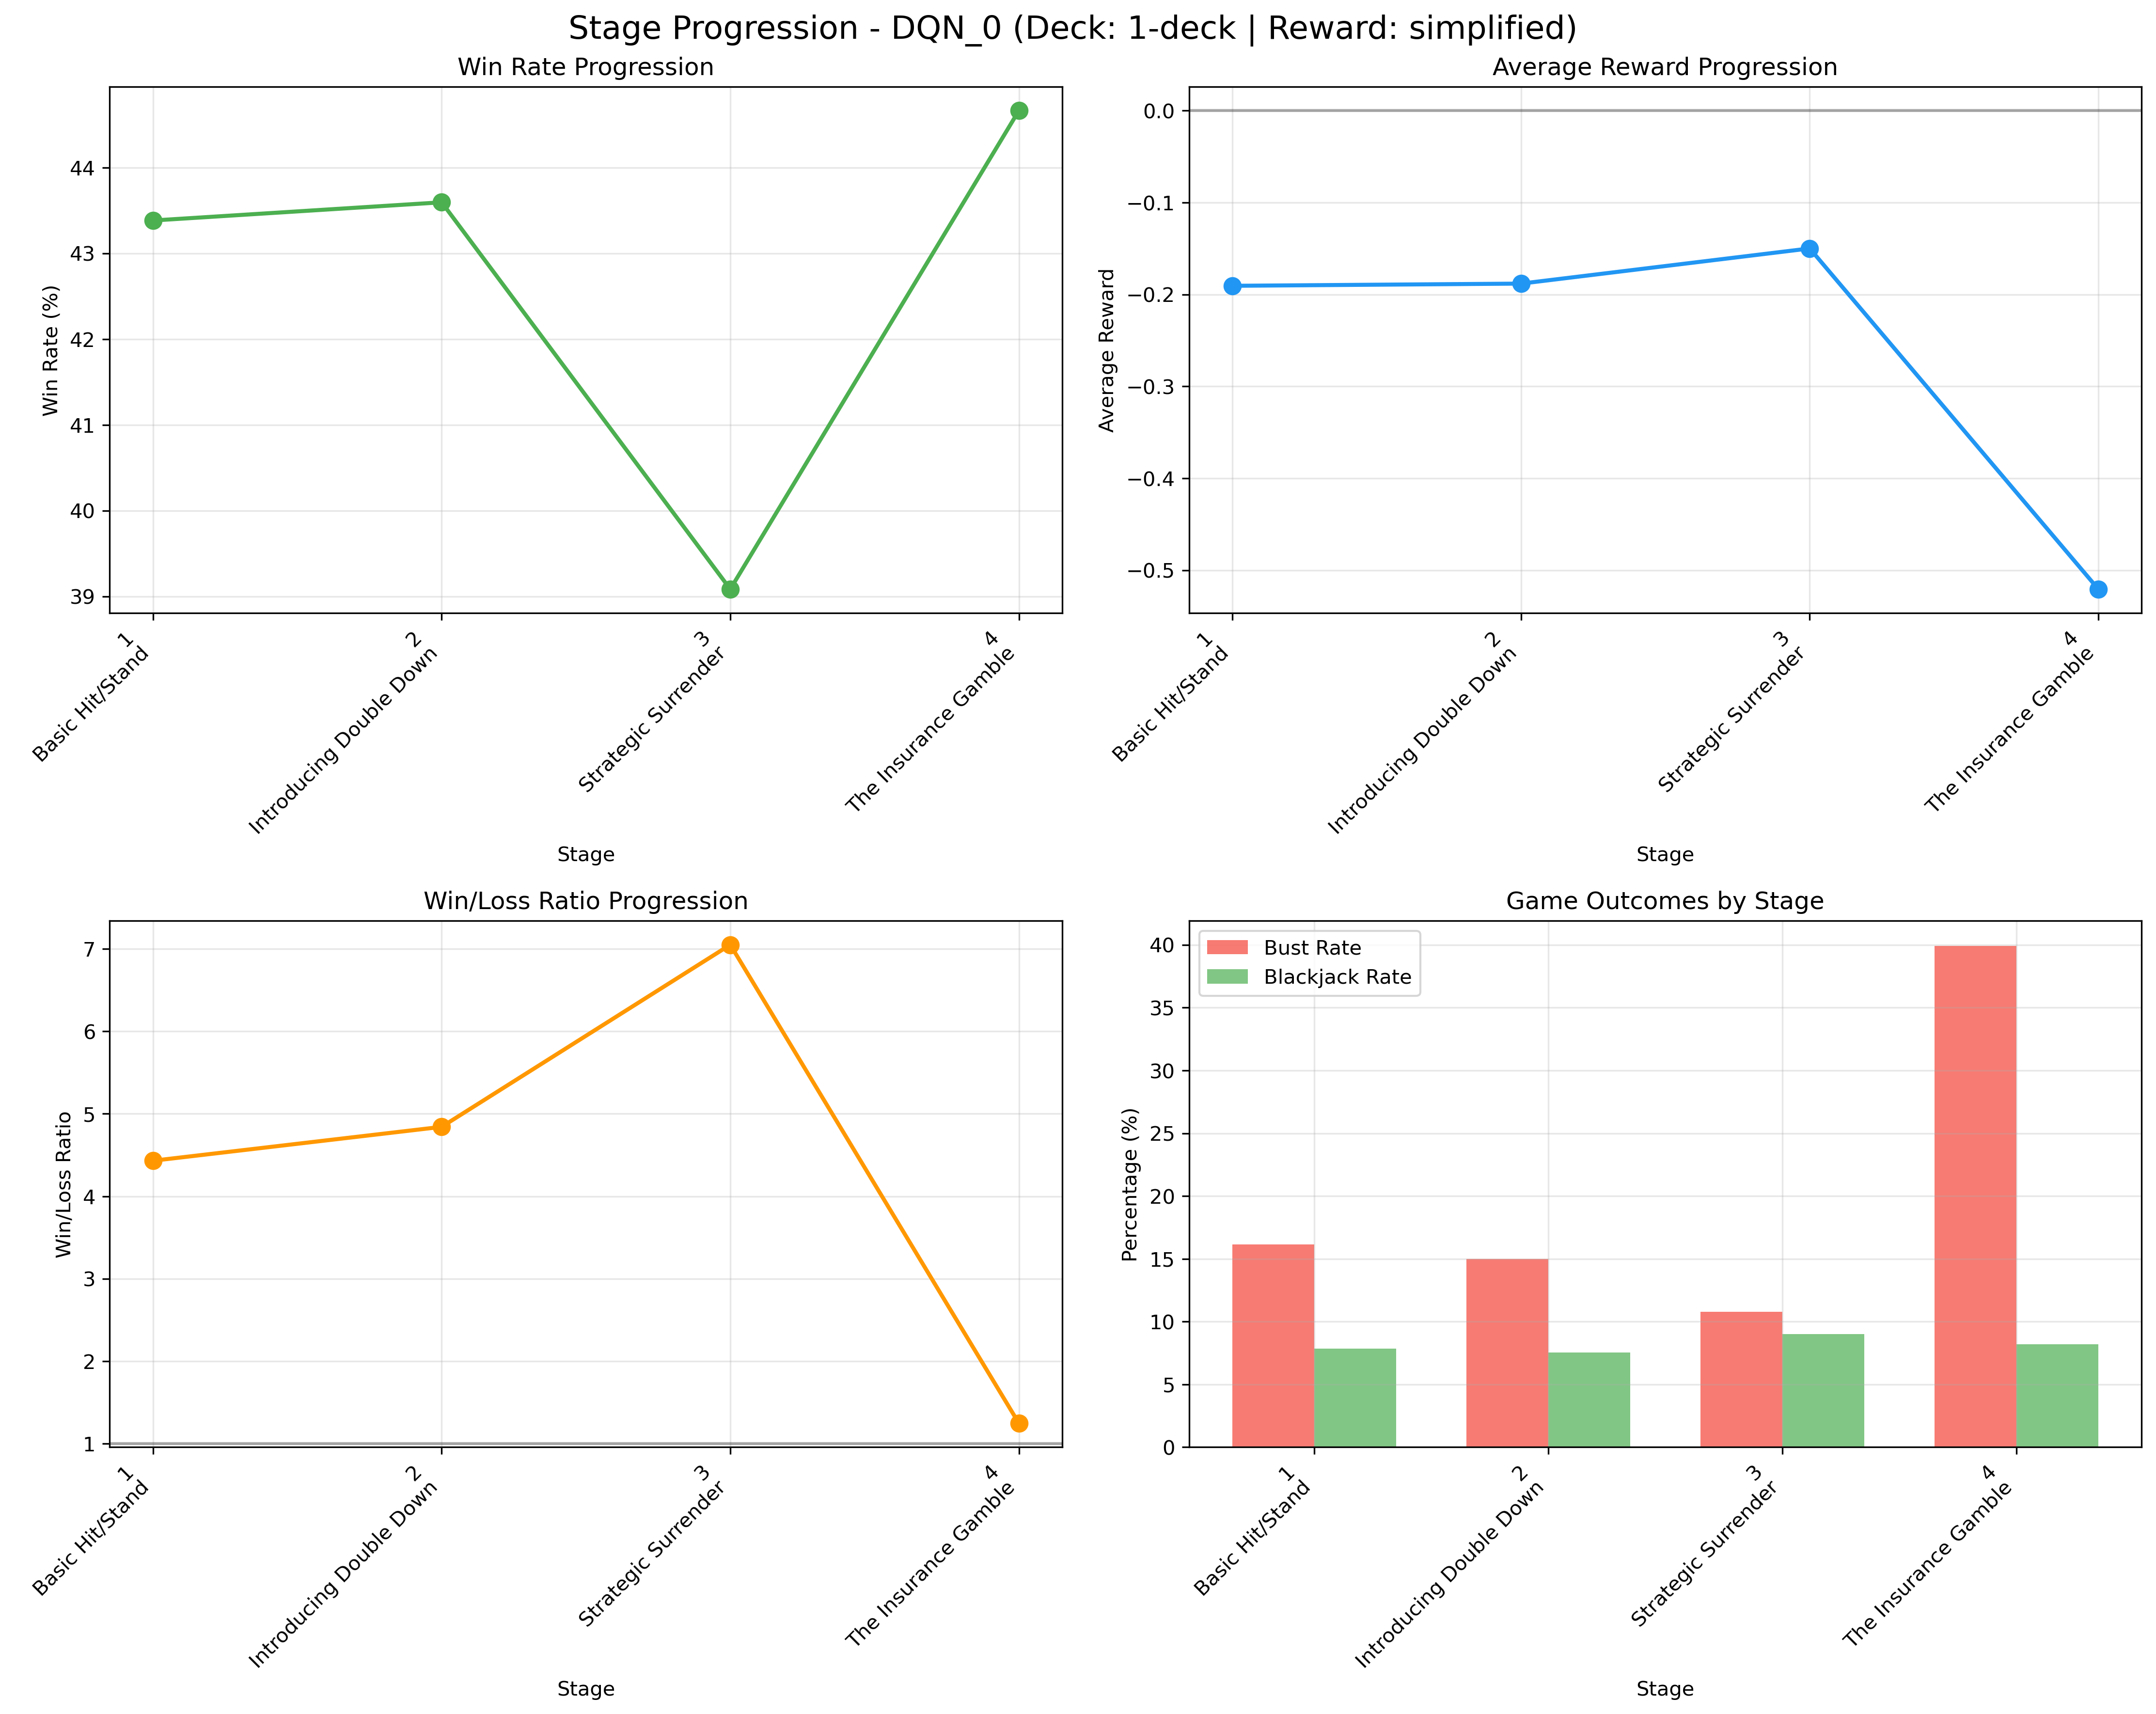 Stage Progression - DQN_0 (Deck: 1-deck | Reward: simplified)
Win Rate Progression
Win Rate (%)
44
43
42
41
40
39
1
Basic Hit/Stand
2
Introducing Double Down
3
Strategic Surrender
4
The Insurance Gamble
Stage
Average Reward Progression
Average Reward
0.0
−0.1
−0.2
−0.3
−0.4
−0.5
1
Basic Hit/Stand
2
Introducing Double Down
3
Strategic Surrender
4
The Insurance Gamble
Stage
Win/Loss Ratio Progression
Win/Loss Ratio
7
6
5
4
3
2
1
1
Basic Hit/Stand
2
Introducing Double Down
3
Strategic Surrender
4
The Insurance Gamble
Stage
Game Outcomes by Stage
Bust Rate
Blackjack Rate
Percentage (%)
40
35
30
25
20
15
10
5
0
1
Basic Hit/Stand
2
Introducing Double Down
3
Strategic Surrender
4
The Insurance Gamble
Stage